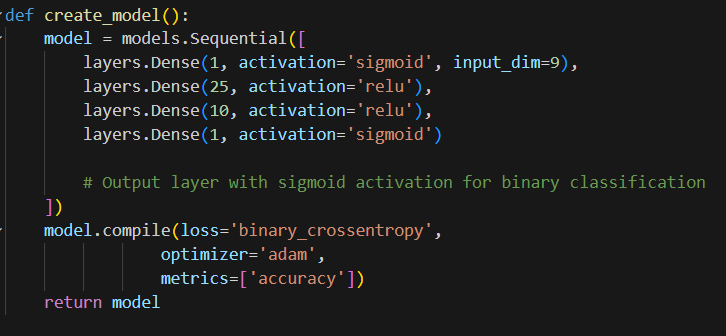 def create_model():
    model = models.Sequential([
        layers.Dense(1, activation='sigmoid', input_dim=9),
        layers.Dense(25, activation='relu'),
        layers.Dense(10, activation='relu'),
        layers.Dense(1, activation='sigmoid')

        # Output layer with sigmoid activation for binary classification
    ])
    model.compile(loss='binary_crossentropy',
                optimizer='adam',
                metrics=['accuracy'])
    return model